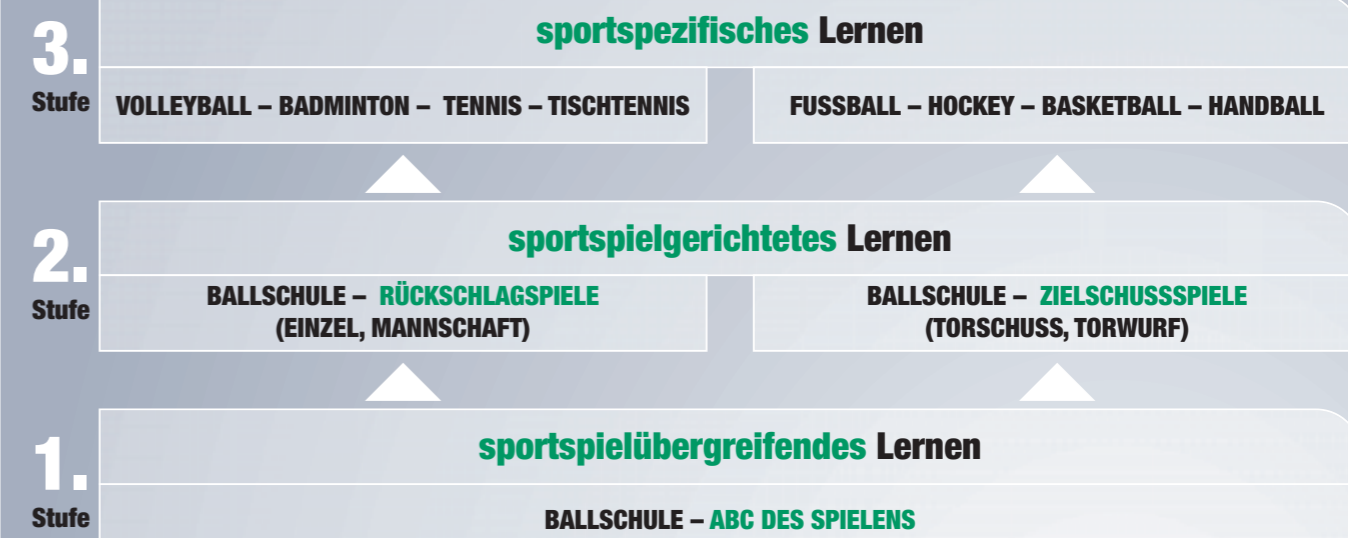 3.
Stufe
sportspezifisches Lernen
VOLLEYBALL – BADMINTON – TENNIS – TISCHTENNIS
FUSSBALL – HOCKEY – BASKETBALL – HANDBALL
2.
Stufe
sportspielgerichtetes Lernen
BALLSCHULE – RÜCKSCHLAGSPIELE
(EINZEL, MANNSCHAFT)
BALLSCHULE – ZIELSCHUSSSPIELE
(TORSCHUSS, TORWURF)
1.
Stufe
sportspielübergreifendes Lernen
BALLSCHULE – ABC DES SPIELENS